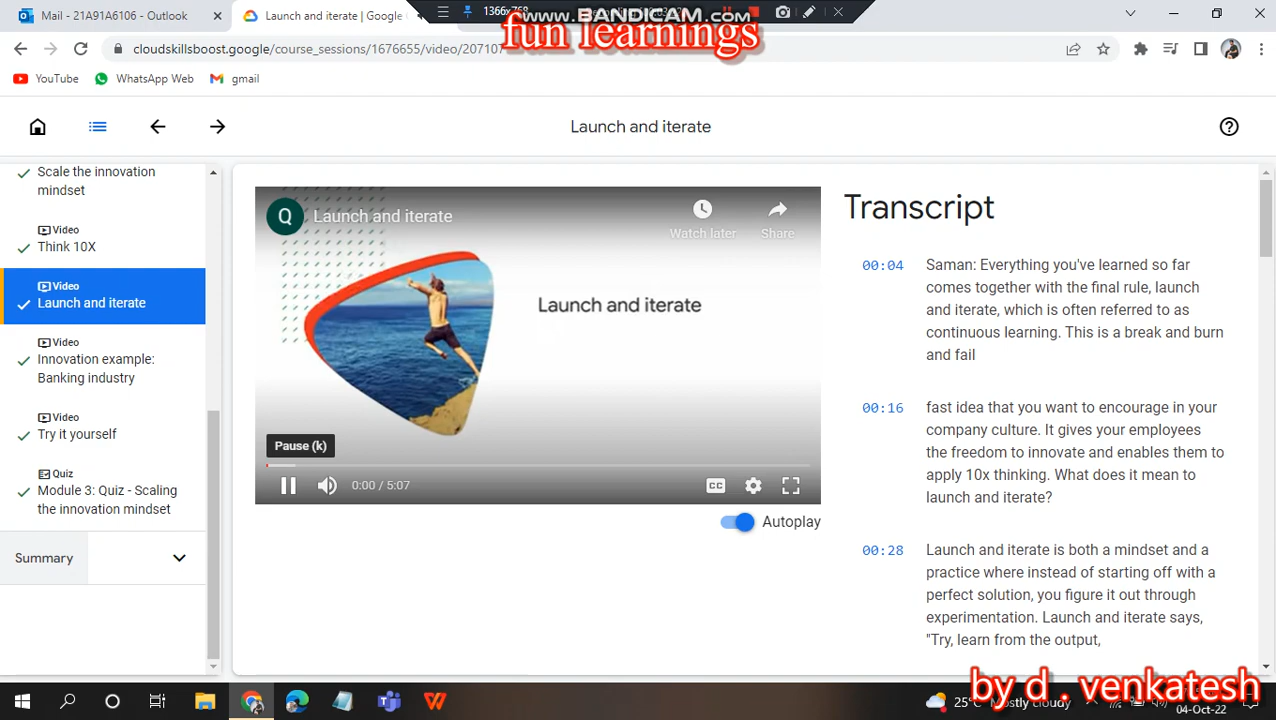 Mail - 21A91A6106 - Outlook
Launch and iterate | Google
1366x768
www.BANDICAM.com
fun learnings
cloudskillsboost.google/course_sessions/1676655/video/207107
YouTube
WhatsApp Web
gmail
Launch and iterate
Scale the innovation
mindset
Video
Think 10X
Video
Launch and iterate
Video
Innovation example:
Banking industry
Video
Try it yourself
Quiz
Module 3: Quiz - Scaling
the innovation mindset
Summary
Q
Launch and iterate
Watch later
Share
Launch and iterate
Pause (k)
0:00 / 5:07
CC
Autoplay
Transcript
00:04
Saman: Everything you've learned so far
comes together with the final rule, launch
and iterate, which is often referred to as
continuous learning. This is a break and burn
and fail
00:16
fast idea that you want to encourage in your
company culture. It gives your employees
the freedom to innovate and enables them to
apply 10x thinking. What does it mean to
launch and iterate?
00:28
Launch and iterate is both a mindset and a
practice where instead of starting off with a
perfect solution, you figure it out through
experimentation. Launch and iterate says,
"Try, learn from the output,
by d . venkatesh
25°C Mostly cloudy
04-Oct-22